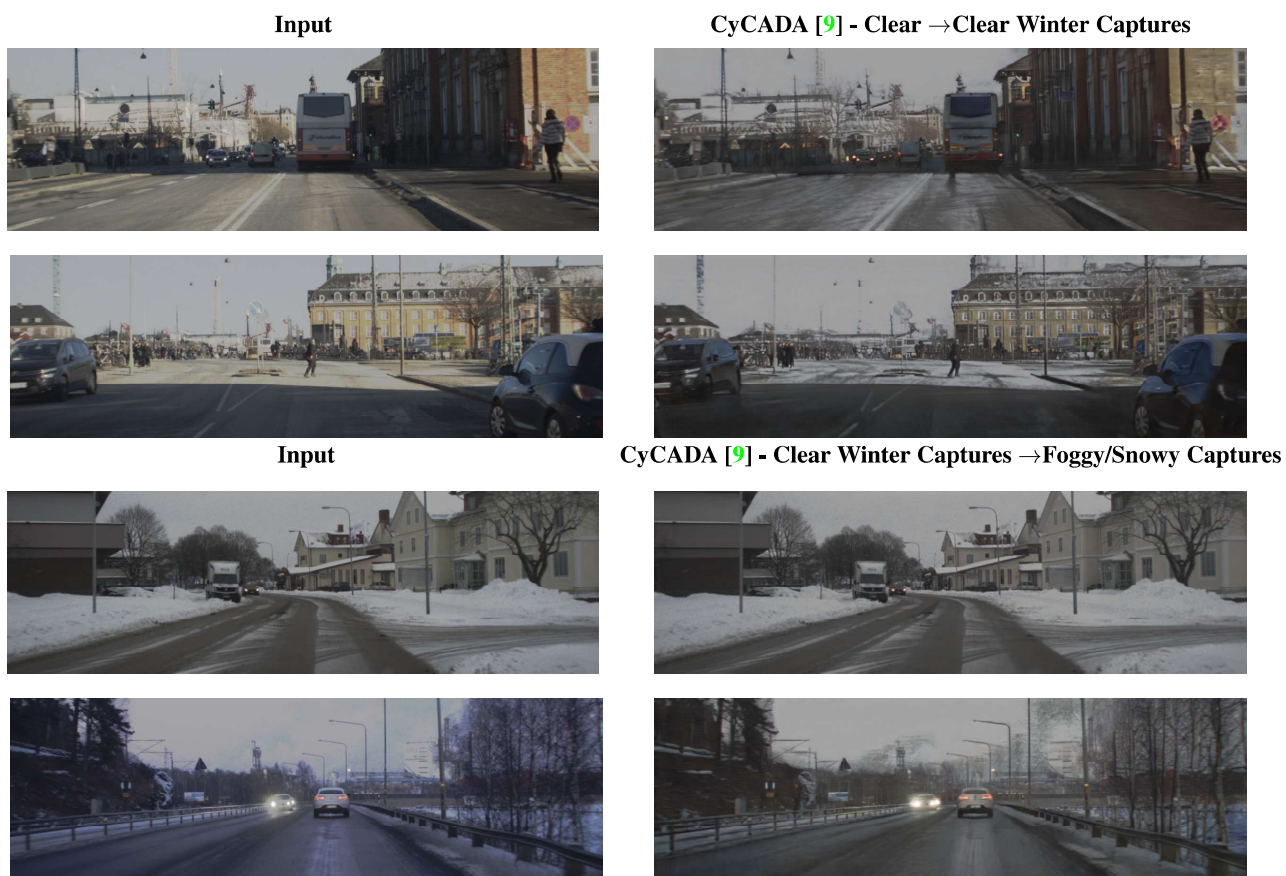 Input
CyCADA [9] - Clear →Clear Winter Captures
Input
CyCADA [9] - Clear Winter Captures →Foggy/Snowy Captures